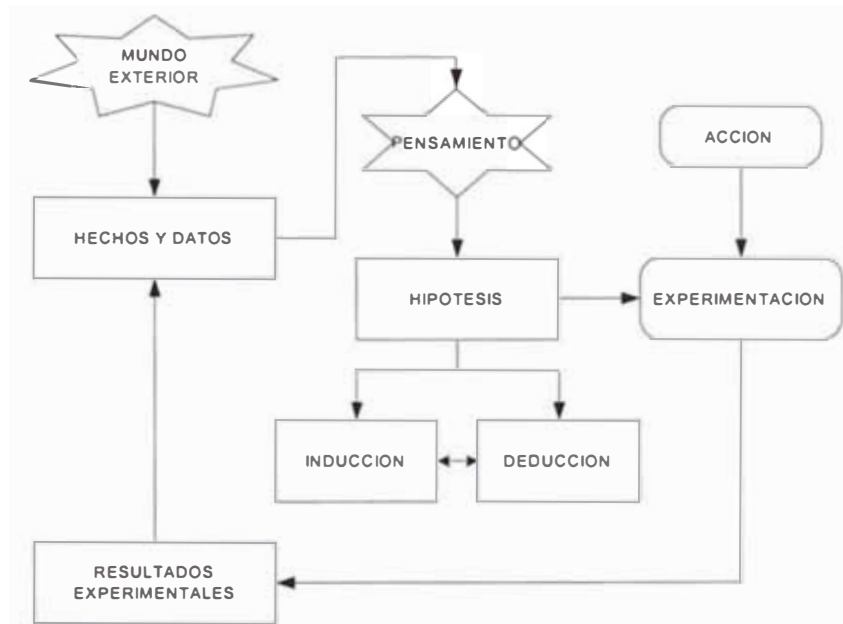 MUNDO
EXTERIOR
PENSAMIENTO
ACCION
HECHOS Y DATOS
HIPOTESIS
EXPERIMENTACION
INDUCCION
DEDUCCION
RESULTADOS
EXPERIMENTALES